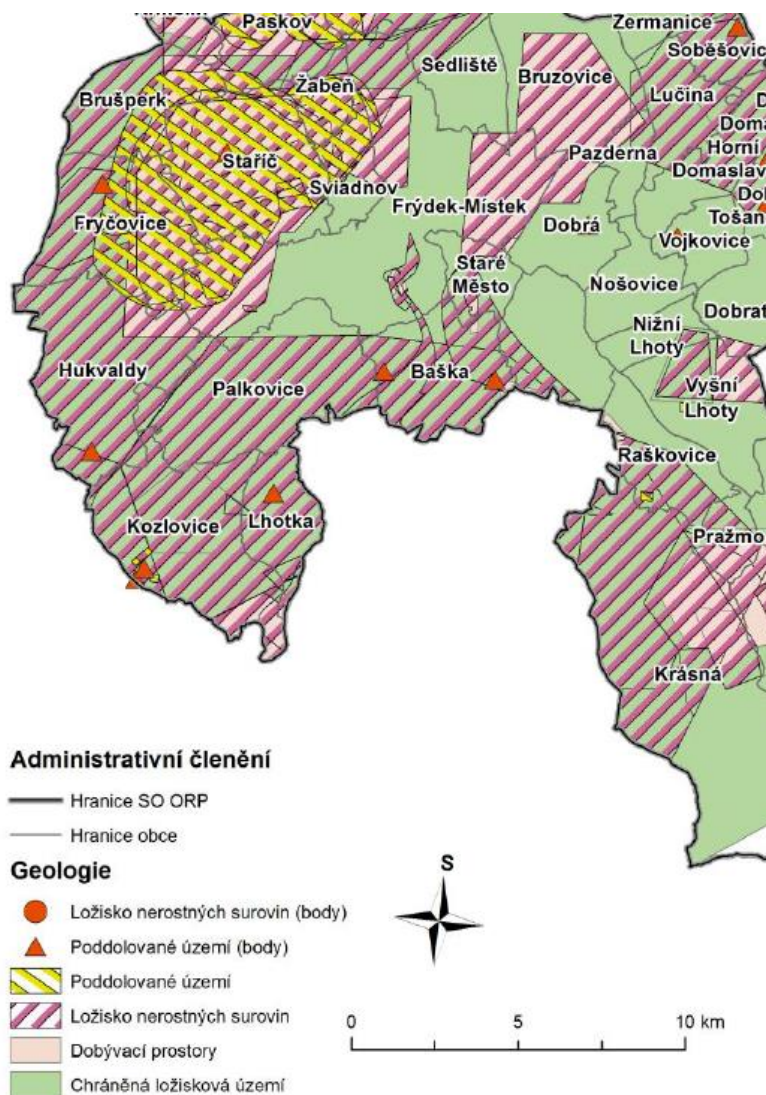 Paskov
Žermanice
Soběšovic
Sedliště
Bruzovice
Žabeň
Brušperk
Lučina
Horní
Staříč
Pazderna
Domaslav
Sviadnov
Frýdek-Místek
Fryčovice
Dobrá
Tošan
Vojkovice
Staré
Město
Nošovice
Dobrat
Nižní
Lhoty
Hukvaldy
Palkovice
Baška
Vyšní
Lhoty
Raškovice
Kozlovice
Lhotka
Pražmo
Krásná
Administrativní členění
Hranice SO ORP
Hranice obce
Geologie
S
Ložisko nerostných surovin (body)
Poddolované území (body)
Poddolované území
Ložisko nerostných surovin
0 5 10 km
Dobývací prostory
Chráněná ložisková území